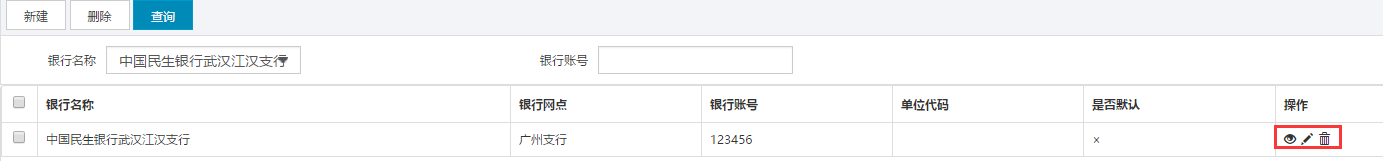 新建 删除 查询
银行名称 中国民生银行武汉江汉支行 银行账号
银行名称 银行网点 银行账号 单位代码 是否默认 操作
中国民生银行武汉江汉支行 广州支行 123456 ×